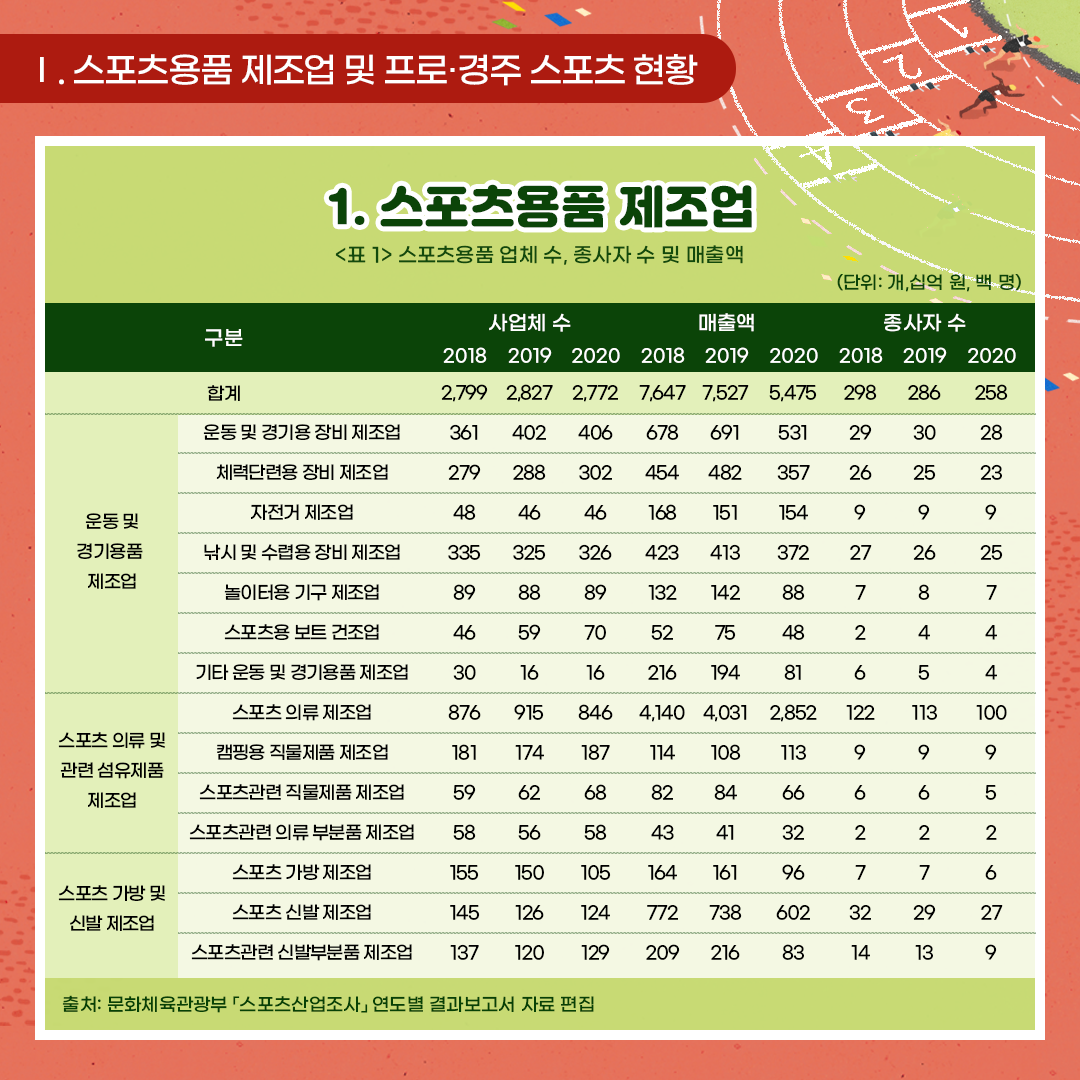 Ⅰ. 스포츠용품 제조업 및 프로·경주 스포츠 현황
1
2
3
4
1. 스포츠용품 제조업
<표 1> 스포츠용품 업체 수, 종사자 수 및 매출액
(단위: 개,십억 원, 백 명)
구분 사업체 수 매출액 종사자 수
2018 2019 2020 2018 2019 2020 2018 2019 2020
합계 2,799 2,827 2,772 7,647 7,527 5,475 298 286 258
운동 및
경기용품
제조업
운동 및 경기용 장비 제조업 361 402 406 678 691 531 29 30 28
체력단련용 장비 제조업 279 288 302 454 482 357 26 25 23
자전거 제조업 48 46 46 168 151 154 9 9 9
낚시 및 수렵용 장비 제조업 335 325 326 423 413 372 27 26 25
놀이터용 기구 제조업 89 88 89 132 142 88 7 8 7
스포츠용 보트 건조업 46 59 70 52 75 48 2 4 4
기타 운동 및 경기용품 제조업 30 16 16 216 194 81 6 5 4
스포츠 의류 및
관련 섬유제품
제조업
스포츠 의류 제조업 876 915 846 4,140 4,031 2,852 122 113 100
캠핑용 직물제품 제조업 181 174 187 114 108 113 9 9 9
스포츠관련 직물제품 제조업 59 62 68 82 84 66 6 6 5
스포츠관련 의류 부분품 제조업 58 56 58 43 41 32 2 2 2
스포츠 가방 및
신발 제조업
스포츠 가방 제조업 155 150 105 164 161 96 7 7 6
스포츠 신발 제조업 145 126 124 772 738 602 32 29 27
스포츠관련 신발부분품 제조업 137 120 129 209 216 83 14 13 9
출처: 문화체육관광부 「스포츠산업조사」 연도별 결과보고서 자료 편집